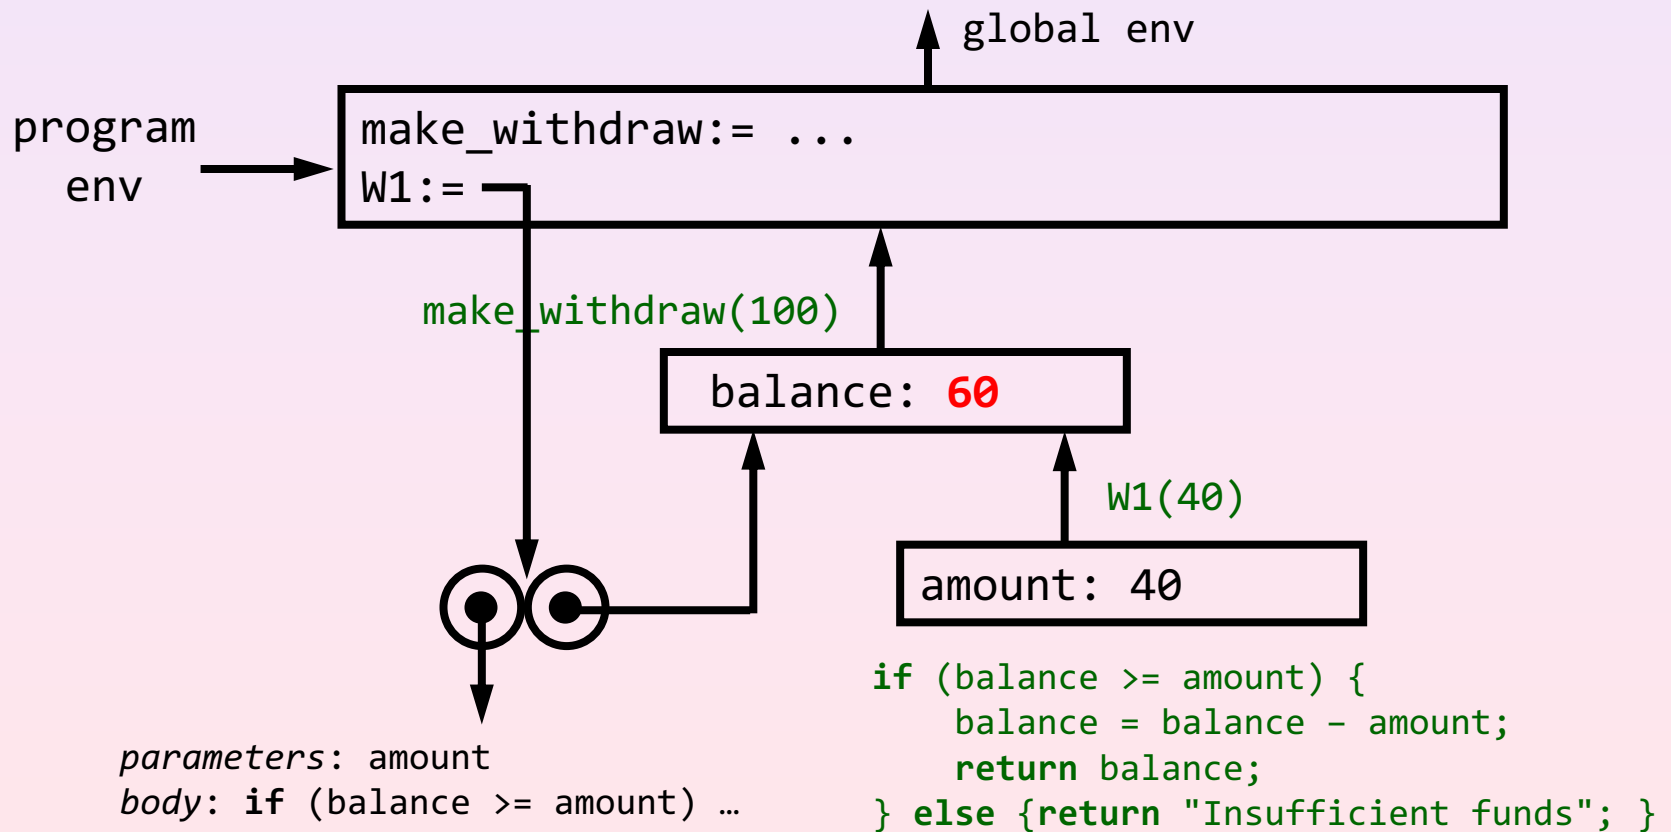 global env
program
env
make_withdraw:= ...
W1:=
make_withdraw(100)
balance: 60
W1(40)
amount: 40
if (balance >= amount) {
    balance = balance – amount;
    return balance;
} else {return "Insufficient funds"; }
parameters: amount
body: if (balance >= amount) …